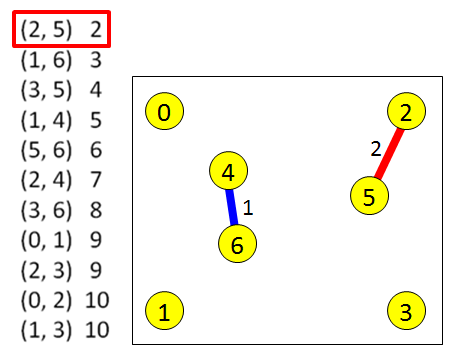 (2, 5) 2
(1, 6) 3
(3, 5) 4
(1, 4) 5
(5, 6) 6
(2, 4) 7
(3, 6) 8
(0, 1) 9
(2, 3) 9
(0, 2) 10
(1, 3) 10
0
2
2
4
5
1
6
1
3